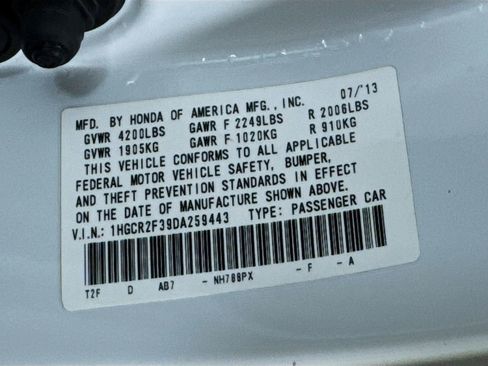 MFD. BY HONDA OF AMERICA MFG., INC. 07/13
GVWR 4200LBS GAWR F 2249LBS R 2006LBS
GVWR 1905KG GAWR F 1020KG R 910KG
THIS VEHICLE CONFORMS TO ALL APPLICABLE
FEDERAL MOTOR VEHICLE SAFETY, BUMPER,
AND THEFT PREVENTION STANDARDS IN EFFECT
ON THE DATE OF MANUFACTURE SHOWN ABOVE.
V.I.N.: 1HGCR2F39DA259443 TYPE: PASSENGER CAR
T2F D AB7 - NH788PX - F - A